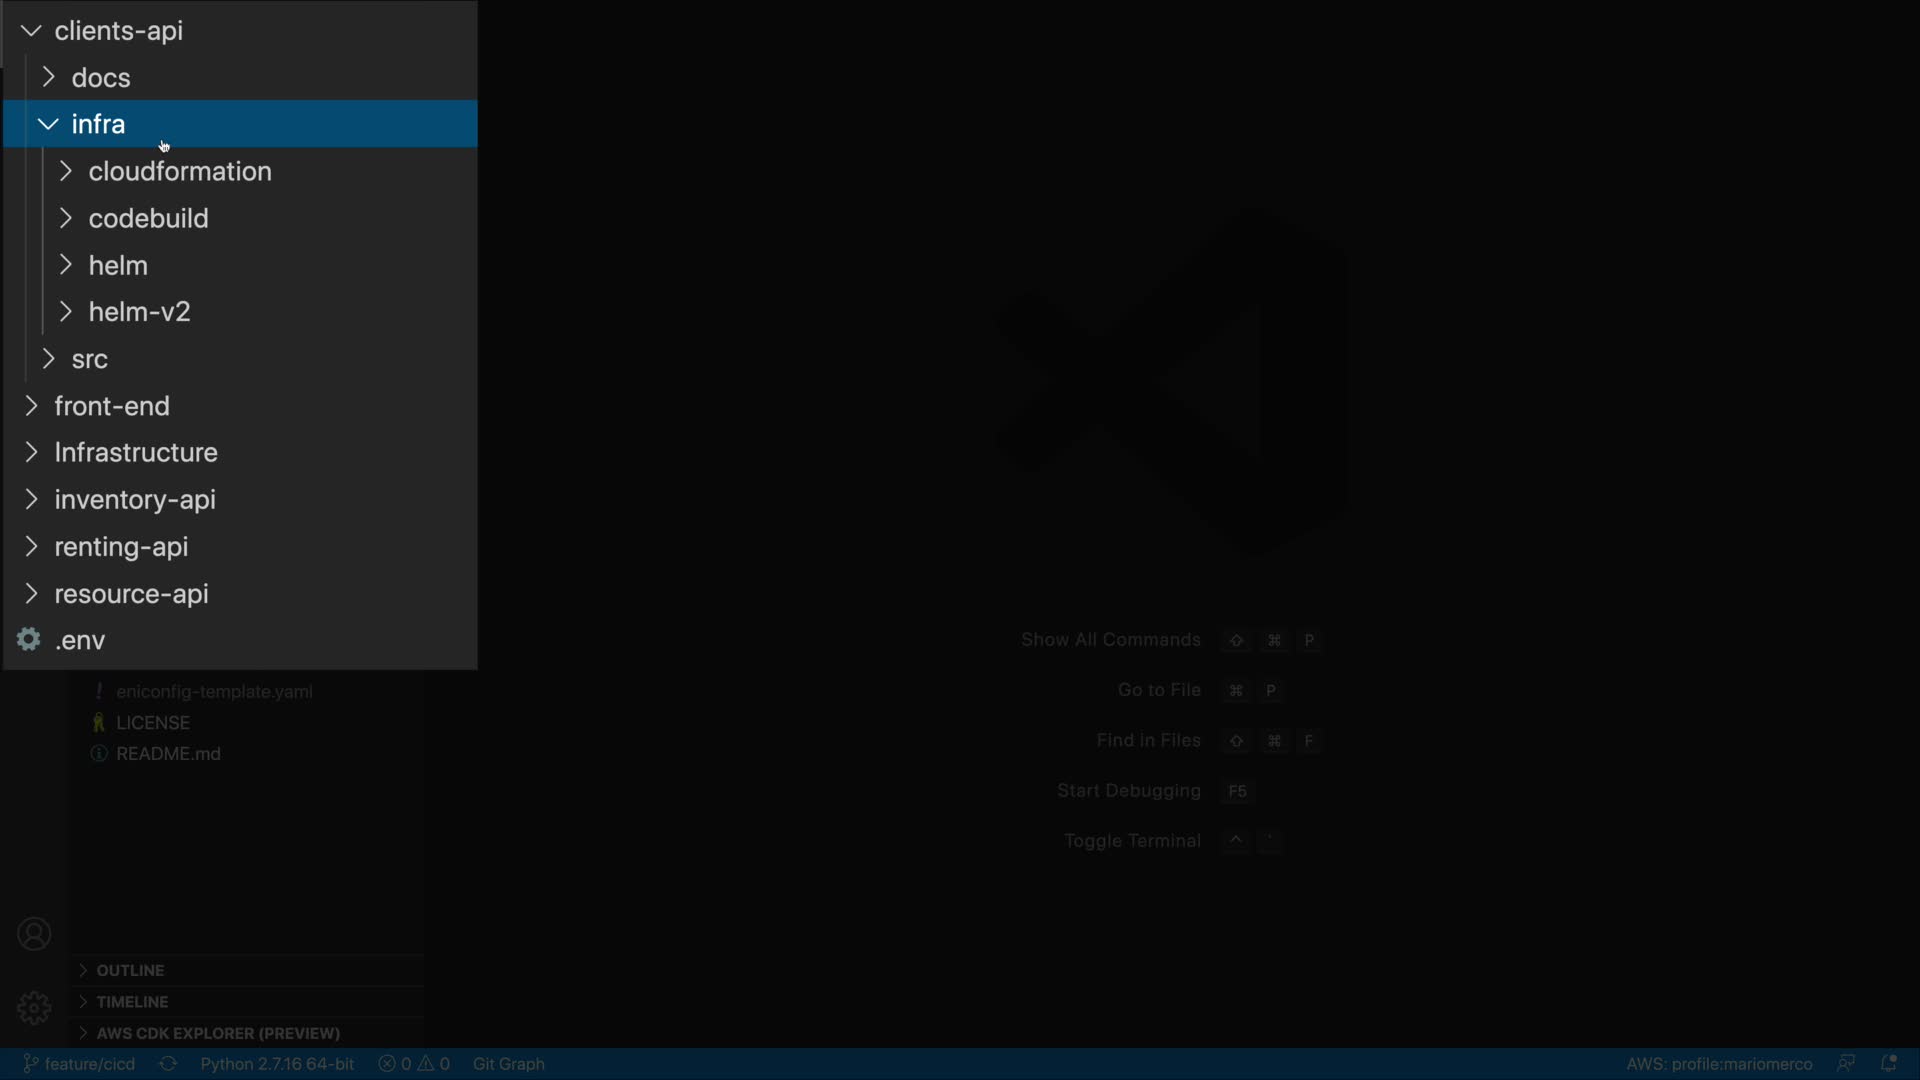 clients-api
docs
infra
cloudformation
codebuild
helm
helm-v2
src
front-end
Infrastructure
inventory-api
renting-api
resource-api
.env
! eniconfig-template.yaml
LICENSE
README.md
Show All Commands ⇧ ⌘ P
Go to File ⌘ P
Find in Files ⇧ ⌘ F
Start Debugging F5
Toggle Terminal ^ `
OUTLINE
TIMELINE
AWS CDK EXPLORER (PREVIEW)
feature/cicd Python 2.7.16 64-bit 0 0 Git Graph AWS: profile:mariomerco